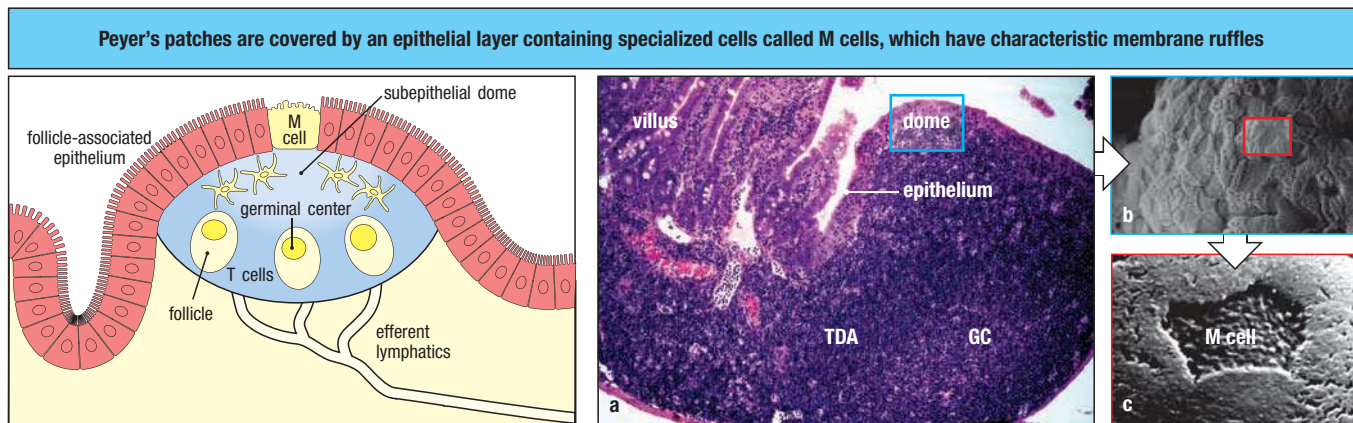 Peyer's patches are covered by an epithelial layer containing specialized cells called M cells, which have characteristic membrane ruffles
subepithelial dome
M
cell
follicle-associated
epithelium
germinal center
T cells
follicle
efferent
lymphatics
villus
dome
epithelium
TDA
GC
a
b
M cell
c